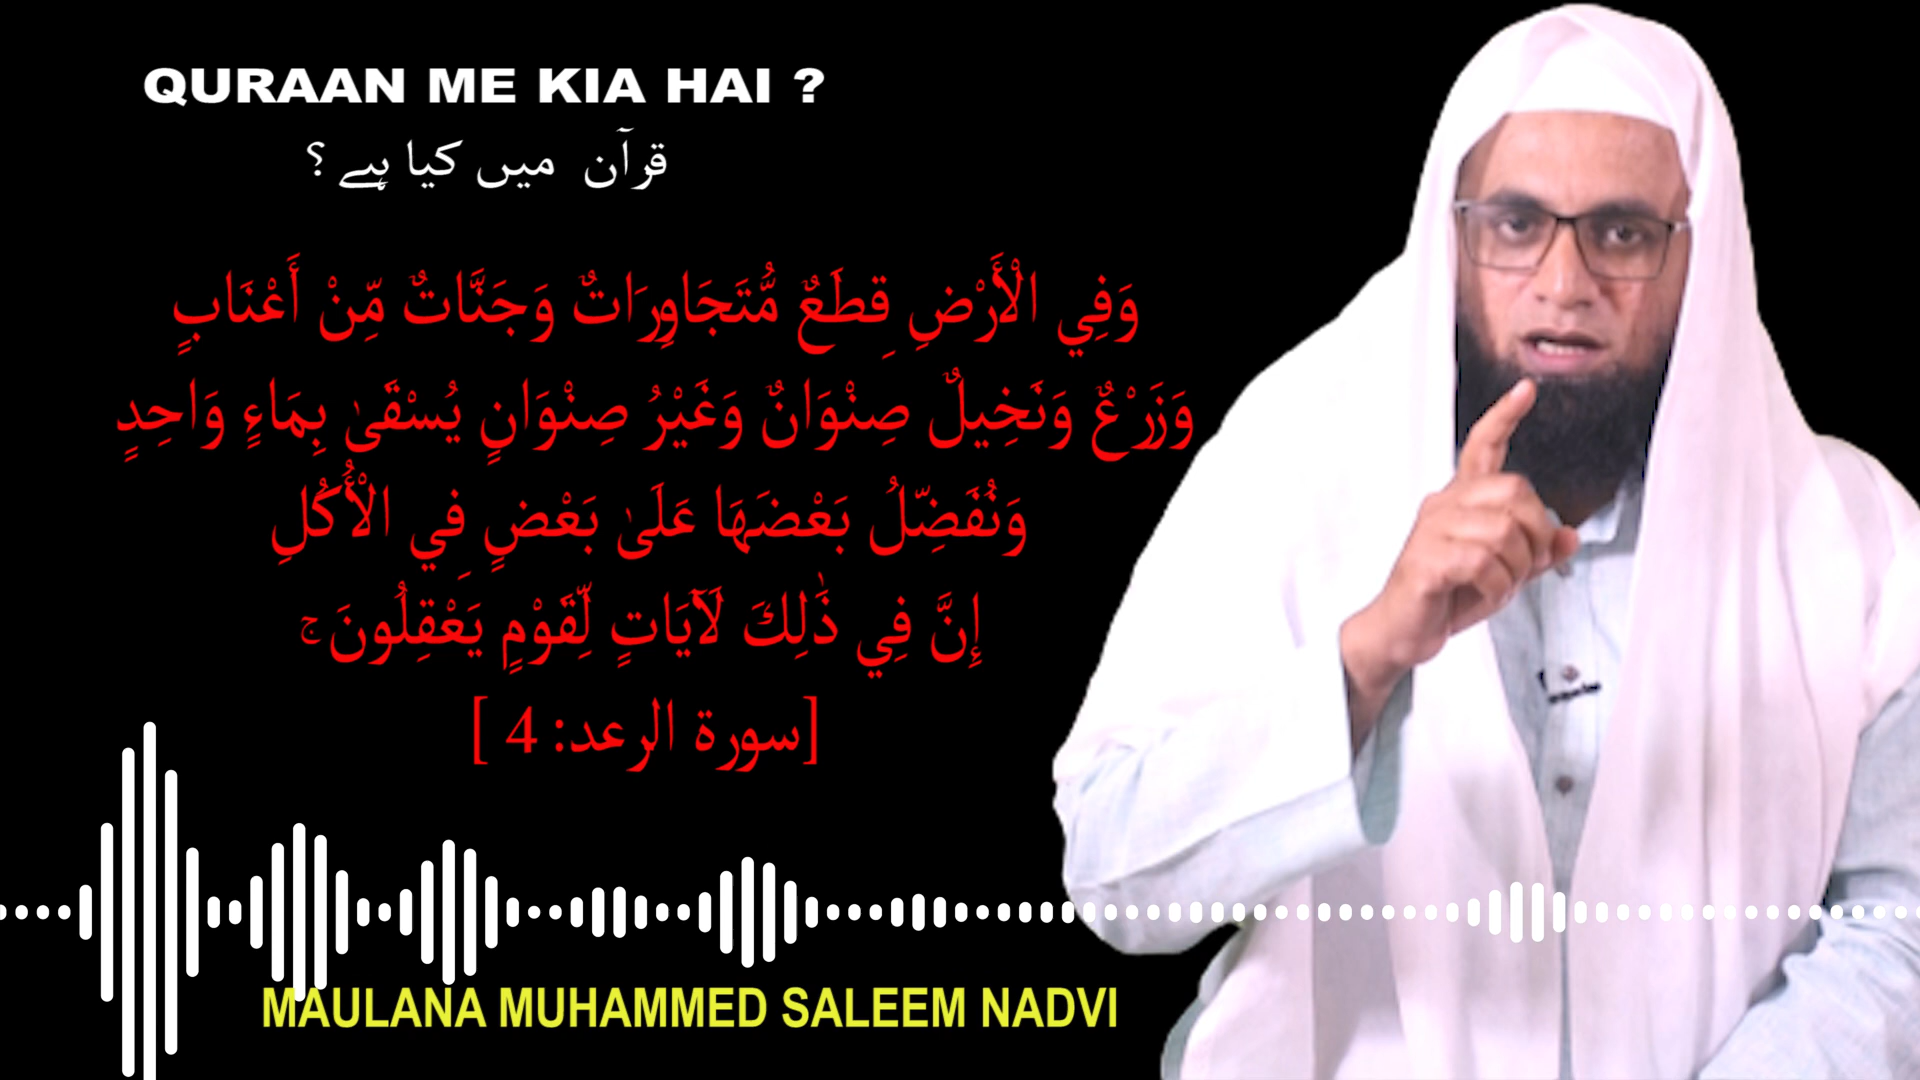 QURAAN ME KIA HAI ?
قرآن میں کیا ہے ؟
وَفِي الْأَرْضِ قِطَعٌ مُّتَجَاوِرَاتٌ وَجَنَّاتٌ مِّنْ أَعْنَابٍ
وَزَرْعٌ وَنَخِيلٌ صِنْوَانٌ وَغَيْرُ صِنْوَانٍ يُسْقَىٰ بِمَاءٍ وَاحِدٍ
وَنُفَضِّلُ بَعْضَهَا عَلَىٰ بَعْضٍ فِي الْأُكُلِ
إِنَّ فِي ذَٰلِكَ لَآيَاتٍ لِّقَوْمٍ يَعْقِلُونَ ۚ
[سورة الرعد: 4 ]
MAULANA MUHAMMED SALEEM NADVI